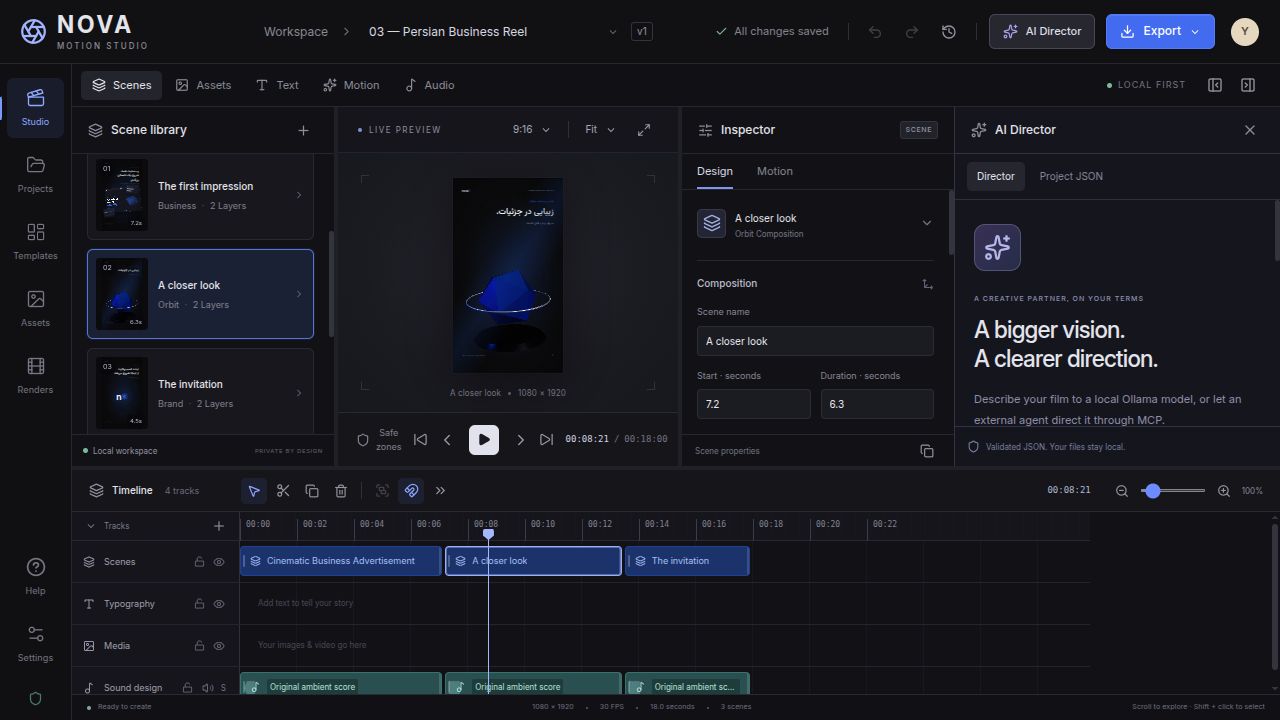 NOVA
MOTION STUDIO
Workspace
03 — Persian Business Reel
v1
All changes saved
AI Director
Export
Y
Scenes
Assets
Text
Motion
Audio
LOCAL FIRST
Studio
Projects
Templates
Assets
Renders
Help
Settings
Scene library
01
7.2s
The first impression
Business · 2 Layers
02
6.3s
A closer look
Orbit · 2 Layers
03
4.5s
The invitation
Brand · 2 Layers
Local workspace
PRIVATE BY DESIGN
LIVE PREVIEW
9:16
Fit
زیبایی در جزئیات.
A closer look • 1080 × 1920
Safe zones
00:08:21 / 00:18:00
Inspector
SCENE
Design
Motion
A closer look
Orbit Composition
Composition
Scene name
A closer look
Start · seconds
Duration · seconds
7.2
6.3
Scene properties
AI Director
Director
Project JSON
A CREATIVE PARTNER, ON YOUR TERMS
A bigger vision.
A clearer direction.
Describe your film to a local Ollama model, or let an
external agent direct it through MCP.
Validated JSON. Your files stay local.
Timeline
4 tracks
00:08:21
100%
Tracks
00:00
00:02
00:04
00:06
00:08
00:10
00:12
00:14
00:16
00:18
00:20
00:22
Scenes
Cinematic Business Advertisement
A closer look
The invitation
Typography
Add text to tell your story
Media
Your images & video go here
Sound design
S
Original ambient score
Original ambient score
Original ambient sc...
Ready to create
1080 × 1920 • 30 FPS • 18.0 seconds • 3 scenes
Scroll to explore · Shift + click to select